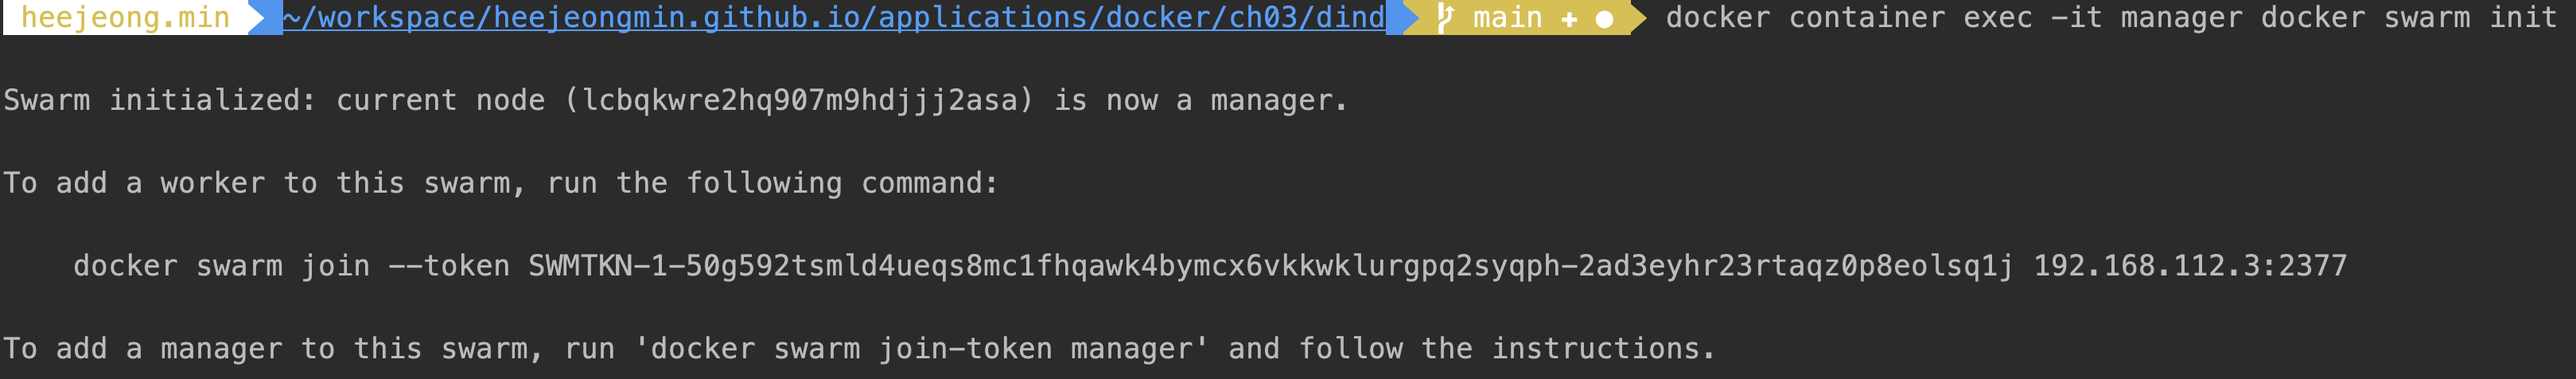 heejeong.min ~/workspace/heejeongmin.github.io/applications/docker/ch03/dind main + ● docker container exec -it manager docker swarm init
Swarm initialized: current node (lcbqkwre2hq907m9hdjjj2asa) is now a manager.
To add a worker to this swarm, run the following command:
docker swarm join --token SWMTKN-1-50g592tsmld4ueqs8mc1fhqawk4bymcx6vkkwklurgpq2syqph-2ad3eyhr23rtaqz0p8eolsq1j 192.168.112.3:2377
To add a manager to this swarm, run 'docker swarm join-token manager' and follow the instructions.